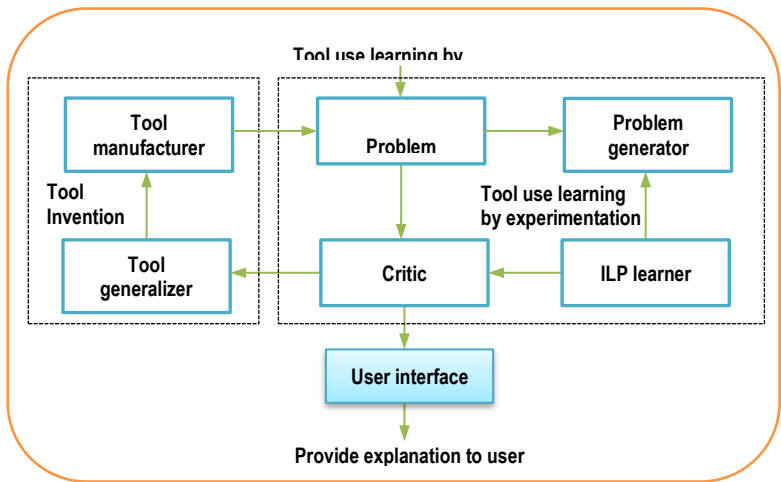 Tool use learning by
Tool
manufacturer
Problem
Problem
generator
Tool
Invention
Tool use learning
by experimentation
Tool
generalizer
Critic
ILP learner
User interface
Provide explanation to user